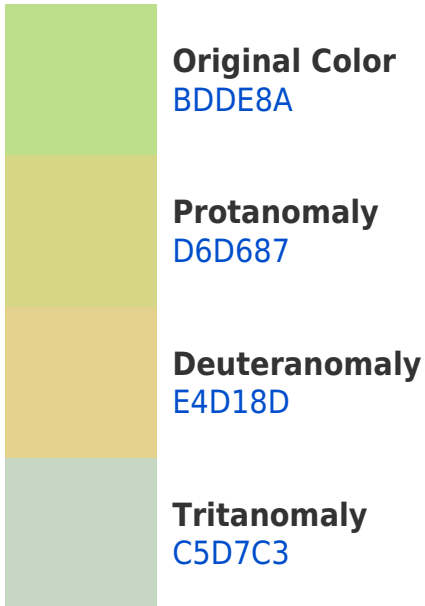 Original Color
BDDE8A
Protanomaly
D6D687
Deuteranomaly
E4D18D
Tritanomaly
C5D7C3